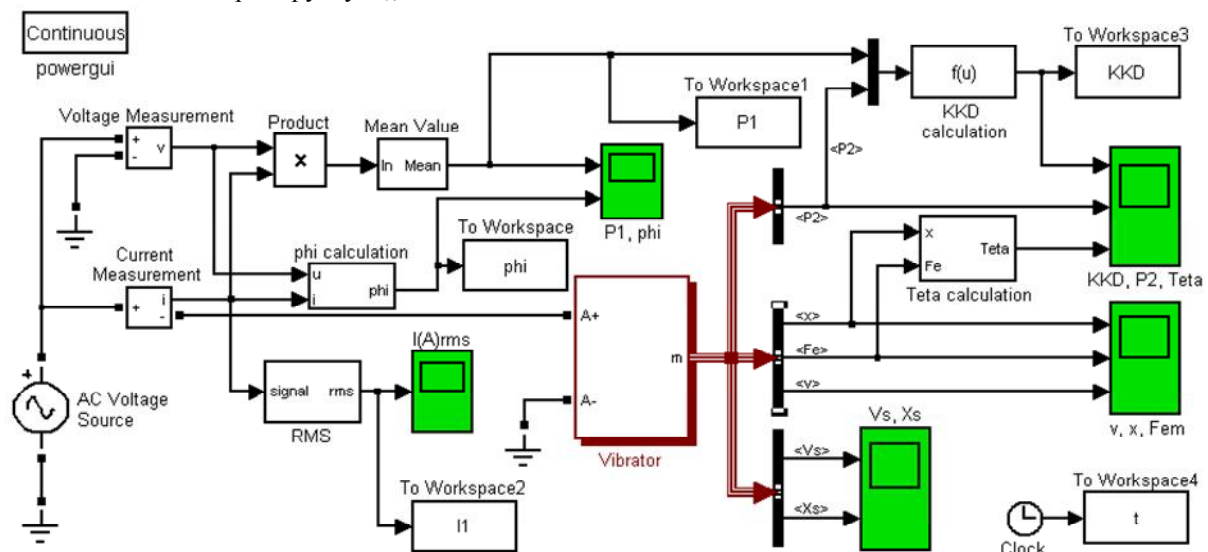 Continuous
powergui
To Workspace3
KKD
f(u)
KKD
calculation
To Workspace1
P1
Voltage Measurement
+
-
v
Product
×
Mean Value
In Mean
<P2>
<P2>
P1, phi
To Workspace
phi
phi calculation
u
i
phi
Current
Measurement
+
i
-
x
Fe
Teta
Teta calculation
KKD, P2, Teta
A+
A-
m
Vibrator
<x>
<Fe>
<v>
v, x, Fem
I(A)rms
signal rms
RMS
+
AC Voltage
Source
To Workspace2
I1
Vs, Xs
<Vs>
<Xs>
To Workspace4
t
Clock